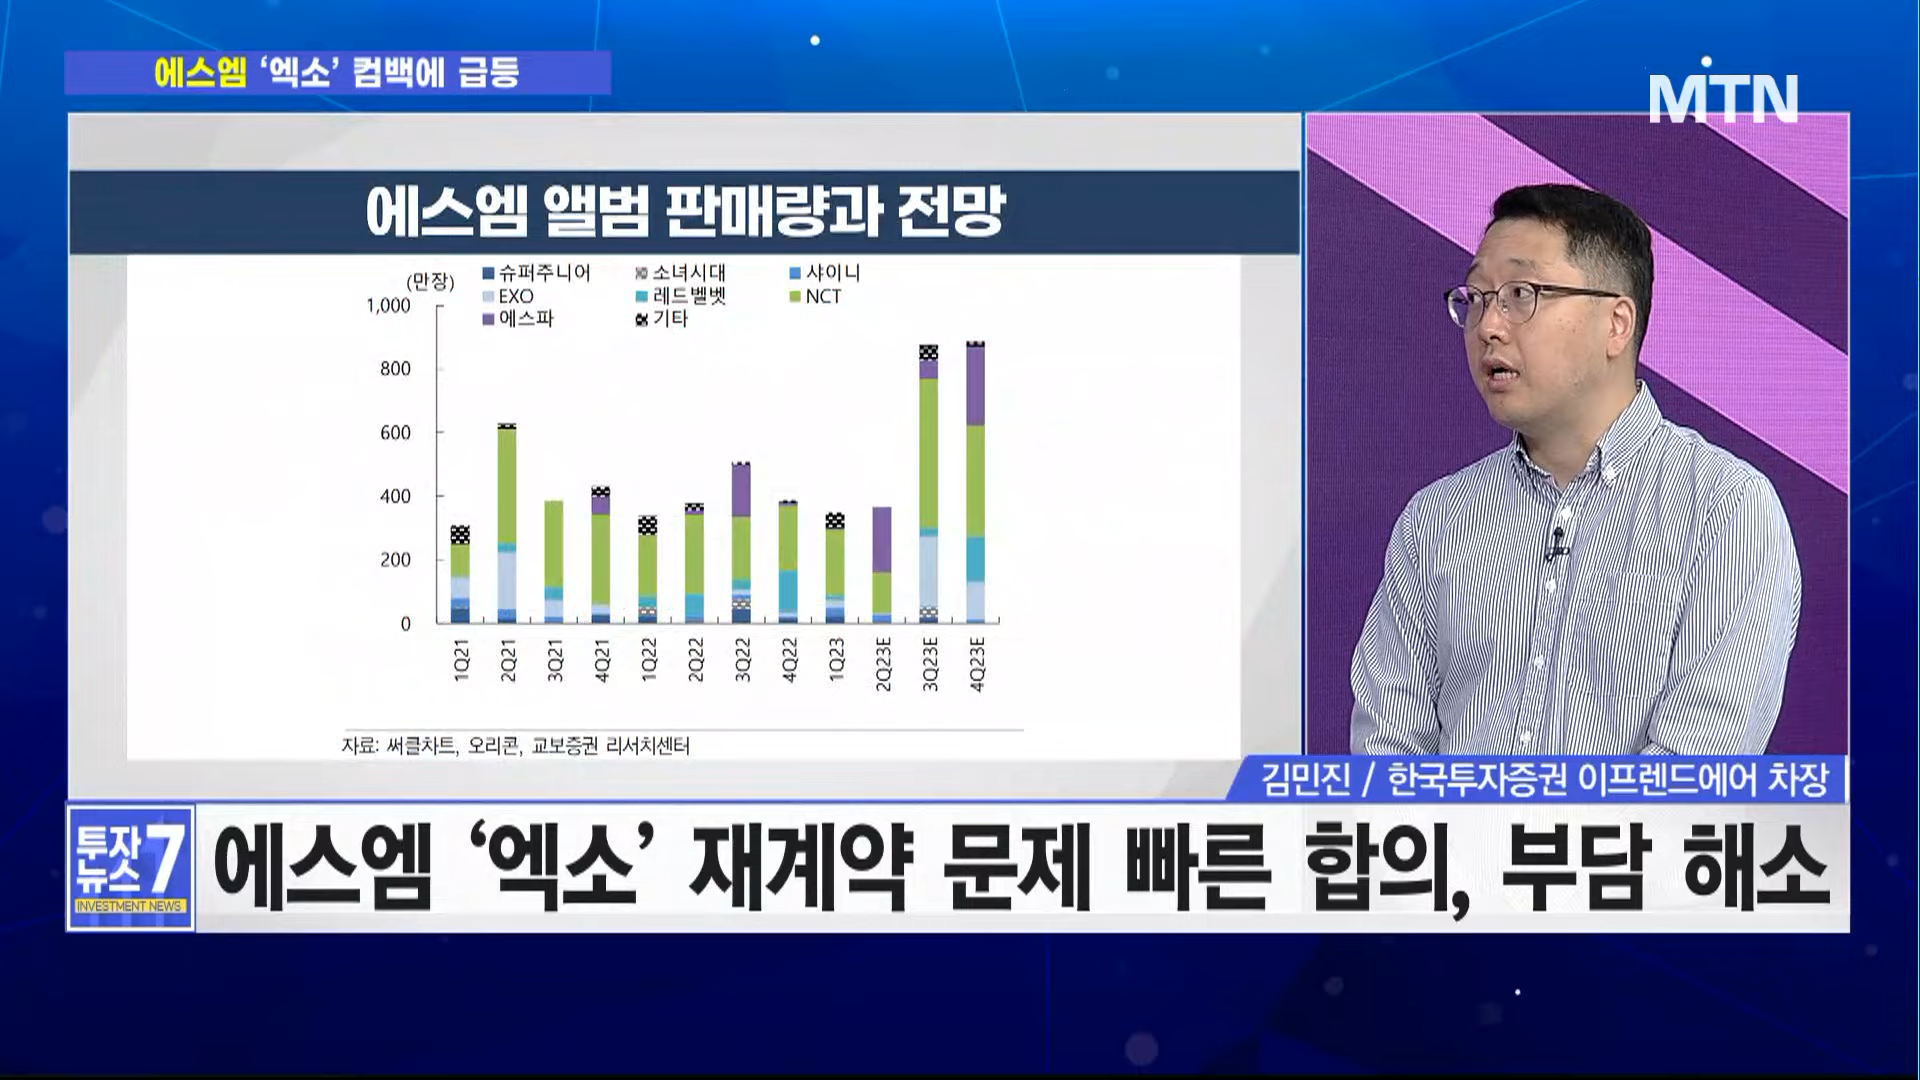 에스엠 ‘엑소’ 컴백에 급등
MTN
에스엠 앨범 판매량과 전망
(만장)
슈퍼주니어 소녀시대 샤이니
EXO 레드벨벳 NCT
에스파 기타
1,000
800
600
400
200
0
1Q21 2Q21 3Q21 4Q21 1Q22 2Q22 3Q22 4Q22 1Q23 2Q23E 3Q23E 4Q23E
자료: 써클차트, 오리콘, 교보증권 리서치센터
김민진 / 한국투자증권 이프렌드에어 차장
투자
뉴스 7
INVESTMENT NEWS
에스엠 ‘엑소’ 재계약 문제 빠른 합의, 부담 해소